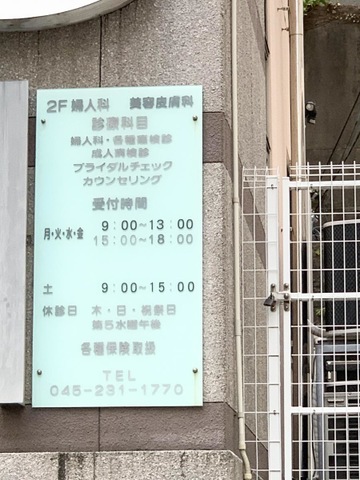 2F 婦人科 美容皮膚科
診療科目
婦人科・各種癌検診
成人病検診
ブライダルチェック
カウンセリング
受付時間
月・火・水・金 9:00~13:00
15:00~18:00
土 9:00~15:00
休診日 木・日・祝祭日
第5水曜午後
各種保険取扱
TEL
045-231-1770